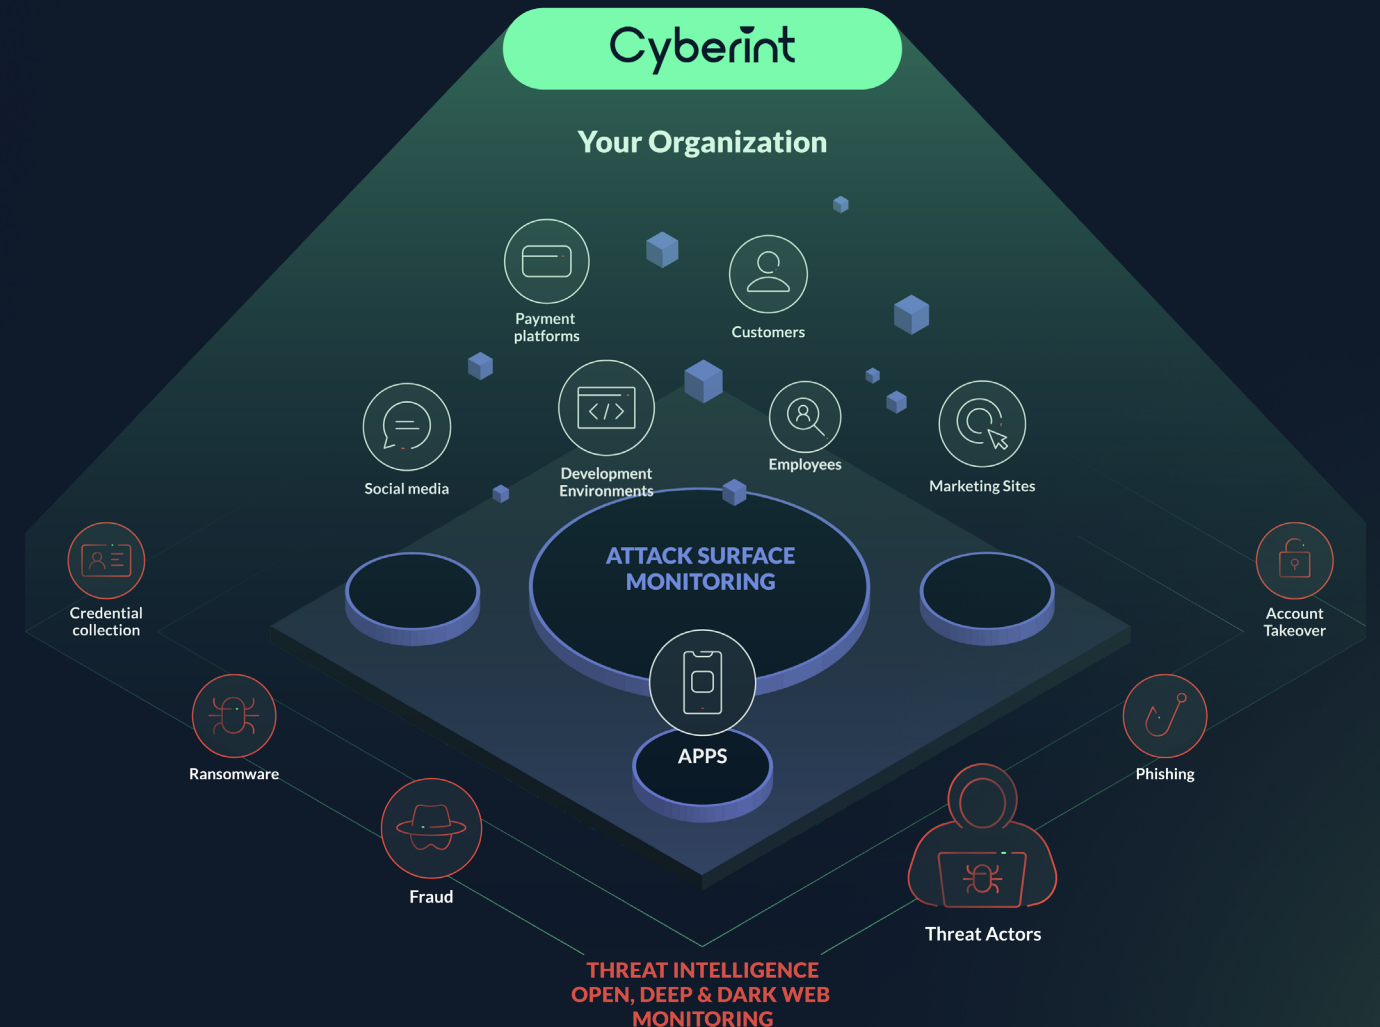 Cyberint
Your Organization
Payment
platforms
Customers
Social media
Development
Environments
Employees
Marketing Sites
ATTACK SURFACE
MONITORING
Credential
collection
Account
Takeover
APPS
Ransomware
Phishing
Fraud
Threat Actors
THREAT INTELLIGENCE
OPEN, DEEP & DARK WEB
MONITORING